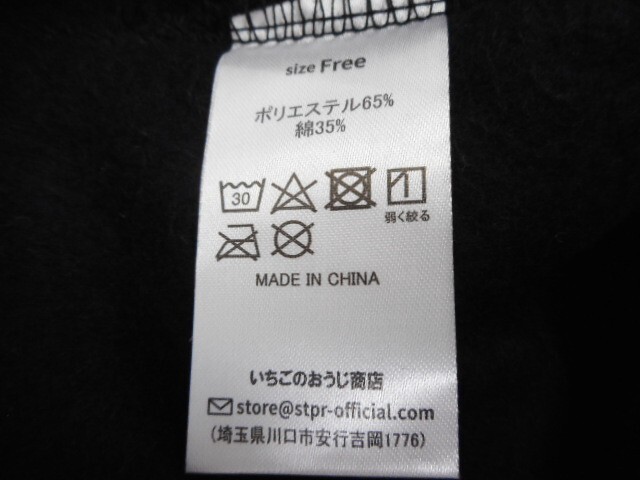 size Free
ポリエステル65%
綿35%
30
弱く絞る
MADE IN CHINA
いちごのおうじ商店
store@stpr-official.com
(埼玉県川口市安行吉岡1776)